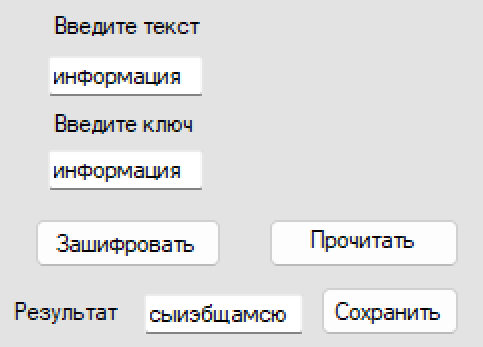 Введите текст
информация
Введите ключ
информация
Зашифровать Прочитать
Результат сыиэбщамсю Сохранить